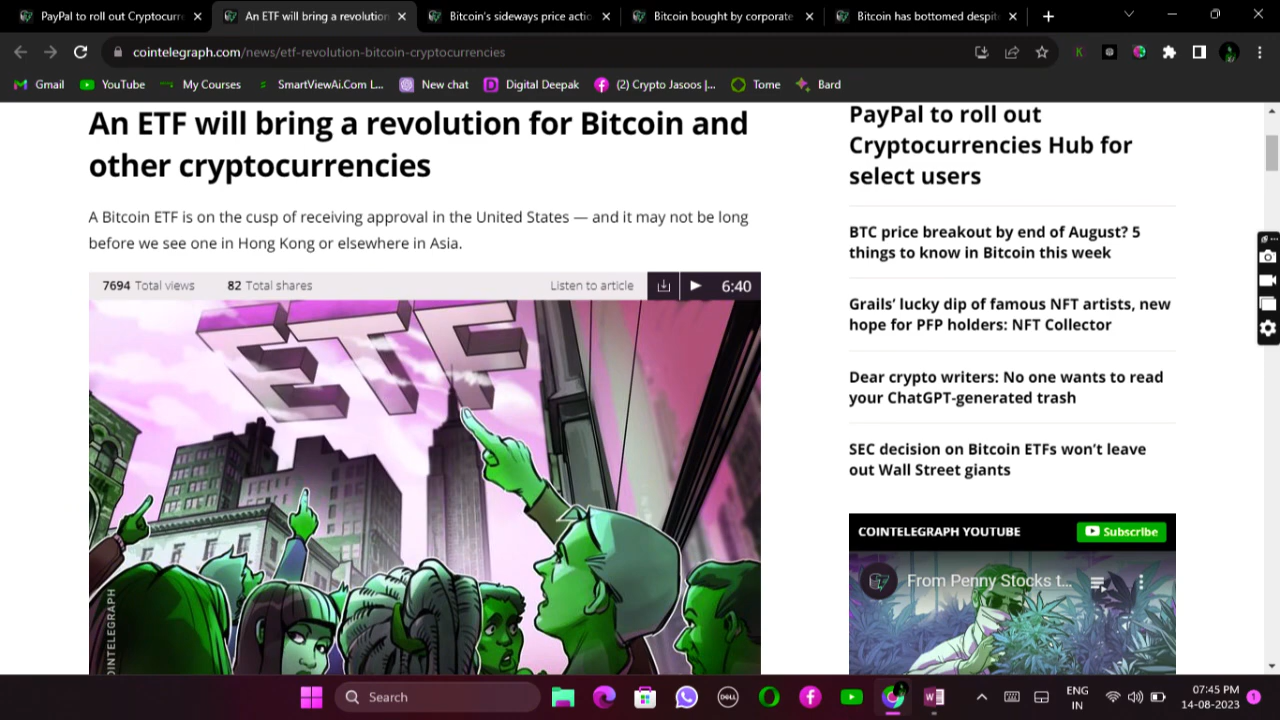 PayPal to roll out Cryptocurr
An ETF will bring a revolution
Bitcoin's sideways price actio
Bitcoin bought by corporate
Bitcoin has bottomed despit
cointelegraph.com/news/etf-revolution-bitcoin-cryptocurrencies
Gmail
YouTube
My Courses
SmartViewAi.Com L...
New chat
Digital Deepak
(2) Crypto Jasoos |...
Tome
Bard
An ETF will bring a revolution for Bitcoin and
other cryptocurrencies
A Bitcoin ETF is on the cusp of receiving approval in the United States — and it may not be long
before we see one in Hong Kong or elsewhere in Asia.
7694 Total views
82 Total shares
Listen to article
6:40
ETF
COINTELEGRAPH
PayPal to roll out
Cryptocurrencies Hub for
select users
BTC price breakout by end of August? 5
things to know in Bitcoin this week
Grails’ lucky dip of famous NFT artists, new
hope for PFP holders: NFT Collector
Dear crypto writers: No one wants to read
your ChatGPT-generated trash
SEC decision on Bitcoin ETFs won’t leave
out Wall Street giants
COINTELEGRAPH YOUTUBE
Subscribe
From Penny Stocks t...
Search
DELL
ENG
IN
07:45 PM
14-08-2023
1